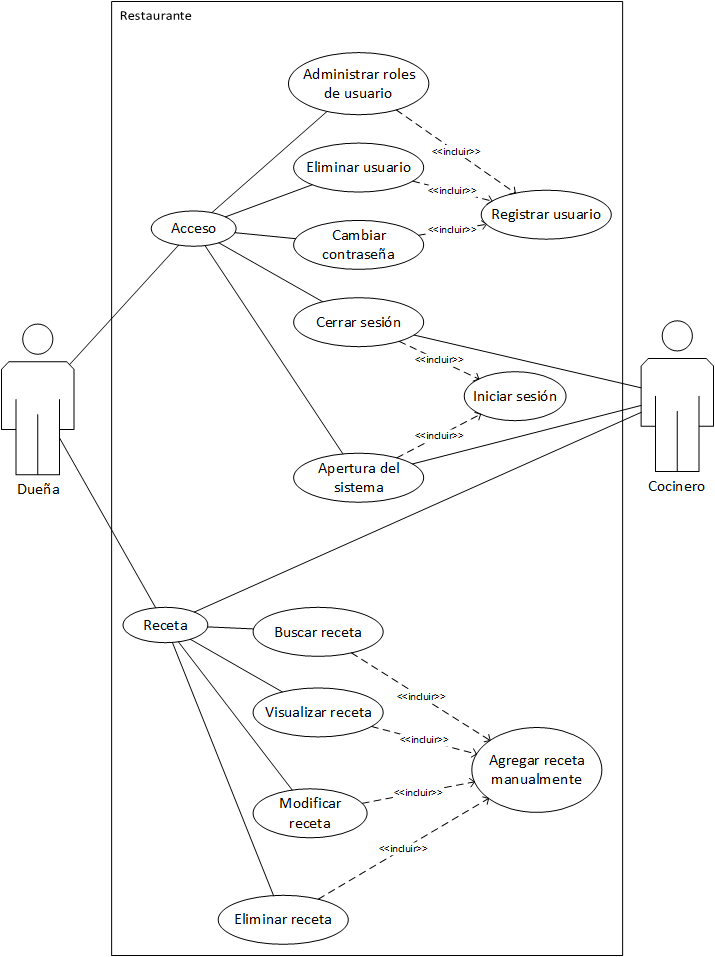 Restaurante
Administrar roles
de usuario
<<incluir>>
Eliminar usuario
<<incluir>>
Registrar usuario
Acceso
Cambiar
contraseña
<<incluir>>
Cerrar sesión
<<incluir>>
Iniciar sesión
<<incluir>>
Apertura del
sistema
Dueña
Cocinero
Receta
Buscar receta
<<incluir>>
Visualizar receta
<<incluir>>
Agregar receta
manualmente
Modificar
receta
<<incluir>>
<<incluir>>
Eliminar receta